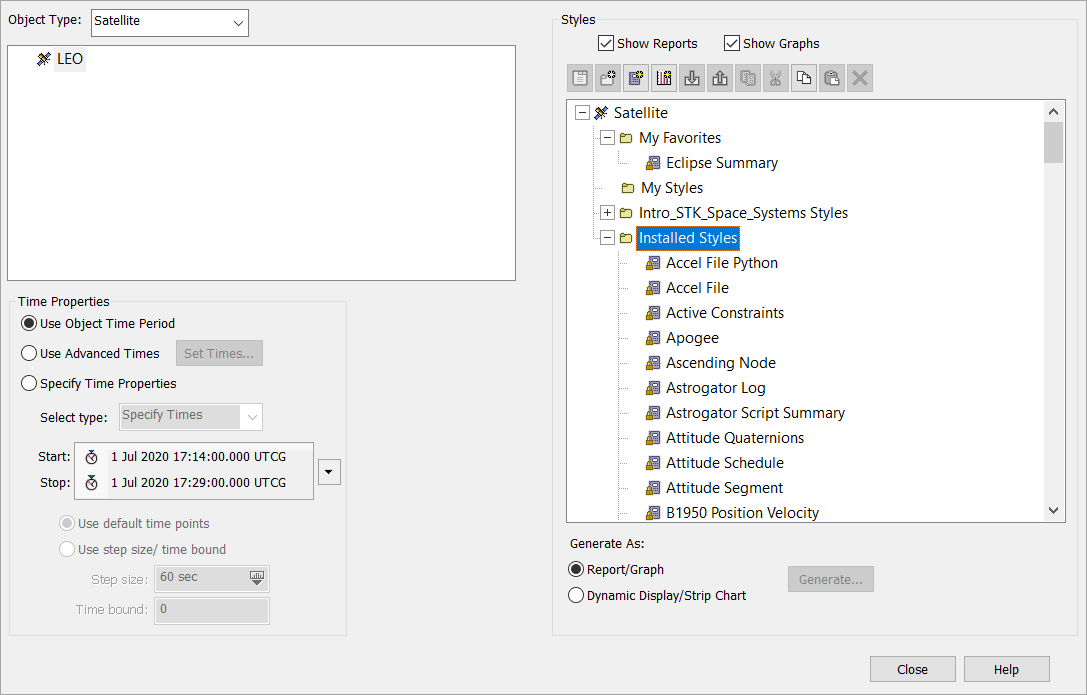 Object Type: Satellite
LEO
Time Properties
Use Object Time Period
Use Advanced Times Set Times...
Specify Time Properties
Select type: Specify Times
Start: 1 Jul 2020 17:14:00.000 UTCG
Stop: 1 Jul 2020 17:29:00.000 UTCG
Use default time points
Use step size/ time bound
Step size: 60 sec
Time bound: 0
Styles
Show Reports Show Graphs
Satellite
My Favorites
Eclipse Summary
My Styles
Intro_STK_Space_Systems Styles
Installed Styles
Accel File Python
Accel File
Active Constraints
Apogee
Ascending Node
Astrogator Log
Astrogator Script Summary
Attitude Quaternions
Attitude Schedule
Attitude Segment
B1950 Position Velocity
Generate As:
Report/Graph
Dynamic Display/Strip Chart
Generate...
Close Help